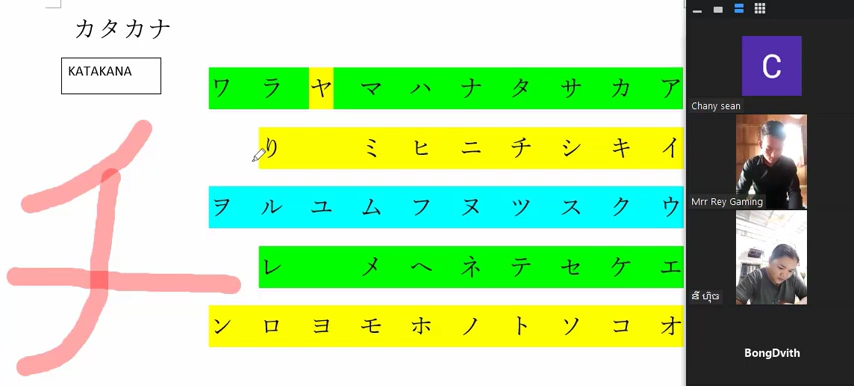 カタカナ
KATAKANA
ワ ラ ヤ マ ハ ナ タ サ カ ア
り ミ ヒ ニ チ シ キ イ
ヲ ル ユ ム フ ヌ ツ ス ク ウ
レ メ ヘ ネ テ セ ケ エ
ン ロ ヨ モ ホ ノ ト ソ コ オ
チ
C
Chany sean
Mrr Rey Gaming
BongDvith